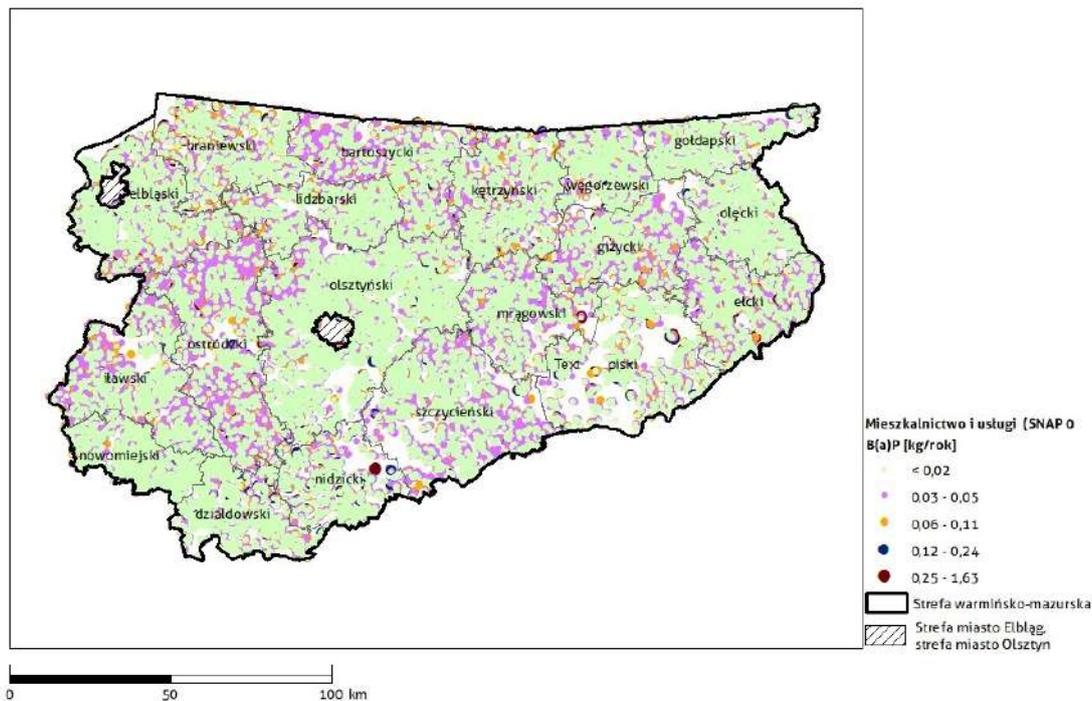 gołdapski
braniewski
bartoszycki
węgorzewski
kętrzyński
elbląski
lidzbarski
olęcki
giżycki
olsztyński
ełcki
mrągowski
ostródzki
Text piski
iławski
szczycieński
nowomiejski
nidzicki
działdowski
Mieszkalnictwo i usługi (SNAP 0
B(a)P [kg/rok]
< 0,02
0,03 - 0,05
0,06 - 0,11
0,12 - 0,24
0,25 - 1,63
Strefa warmińsko-mazurska
Strefa miasto Elbląg,
strefa miasto Olsztyn
0 50 100 km